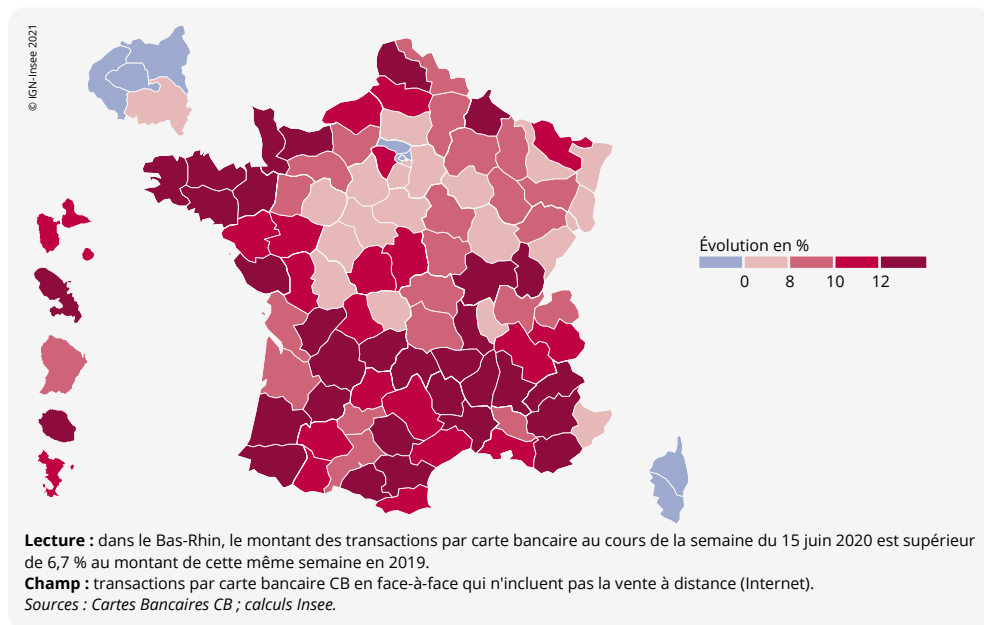 © IGN-Insee 2021
Évolution en %
0 8 10 12
Lecture : dans le Bas-Rhin, le montant des transactions par carte bancaire au cours de la semaine du 15 juin 2020 est supérieur
de 6,7 % au montant de cette même semaine en 2019.
Champ : transactions par carte bancaire CB en face-à-face qui n'incluent pas la vente à distance (Internet).
Sources : Cartes Bancaires CB ; calculs Insee.